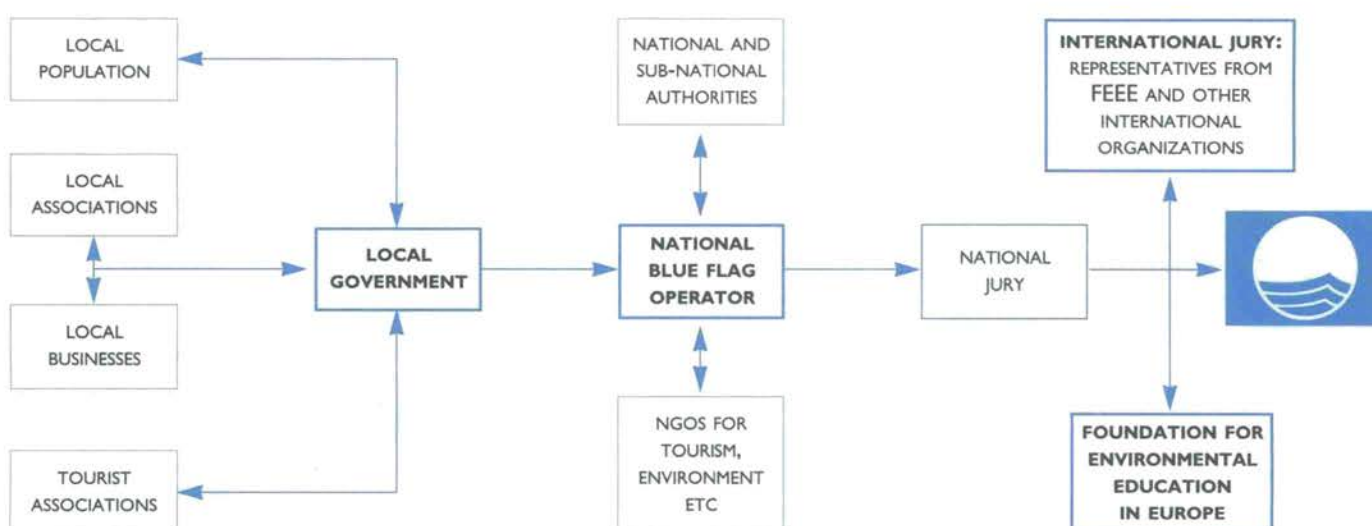 LOCAL
POPULATION
LOCAL
ASSOCIATIONS
LOCAL
BUSINESSES
TOURIST
ASSOCIATIONS
LOCAL
GOVERNMENT
NATIONAL AND
SUB-NATIONAL
AUTHORITIES
NATIONAL
BLUE FLAG
OPERATOR
NGOS FOR
TOURISM,
ENVIRONMENT
ETC
NATIONAL
JURY
INTERNATIONAL JURY:
REPRESENTATIVES FROM
FEEE AND OTHER
INTERNATIONAL
ORGANIZATIONS
FOUNDATION FOR
ENVIRONMENTAL
EDUCATION
IN EUROPE